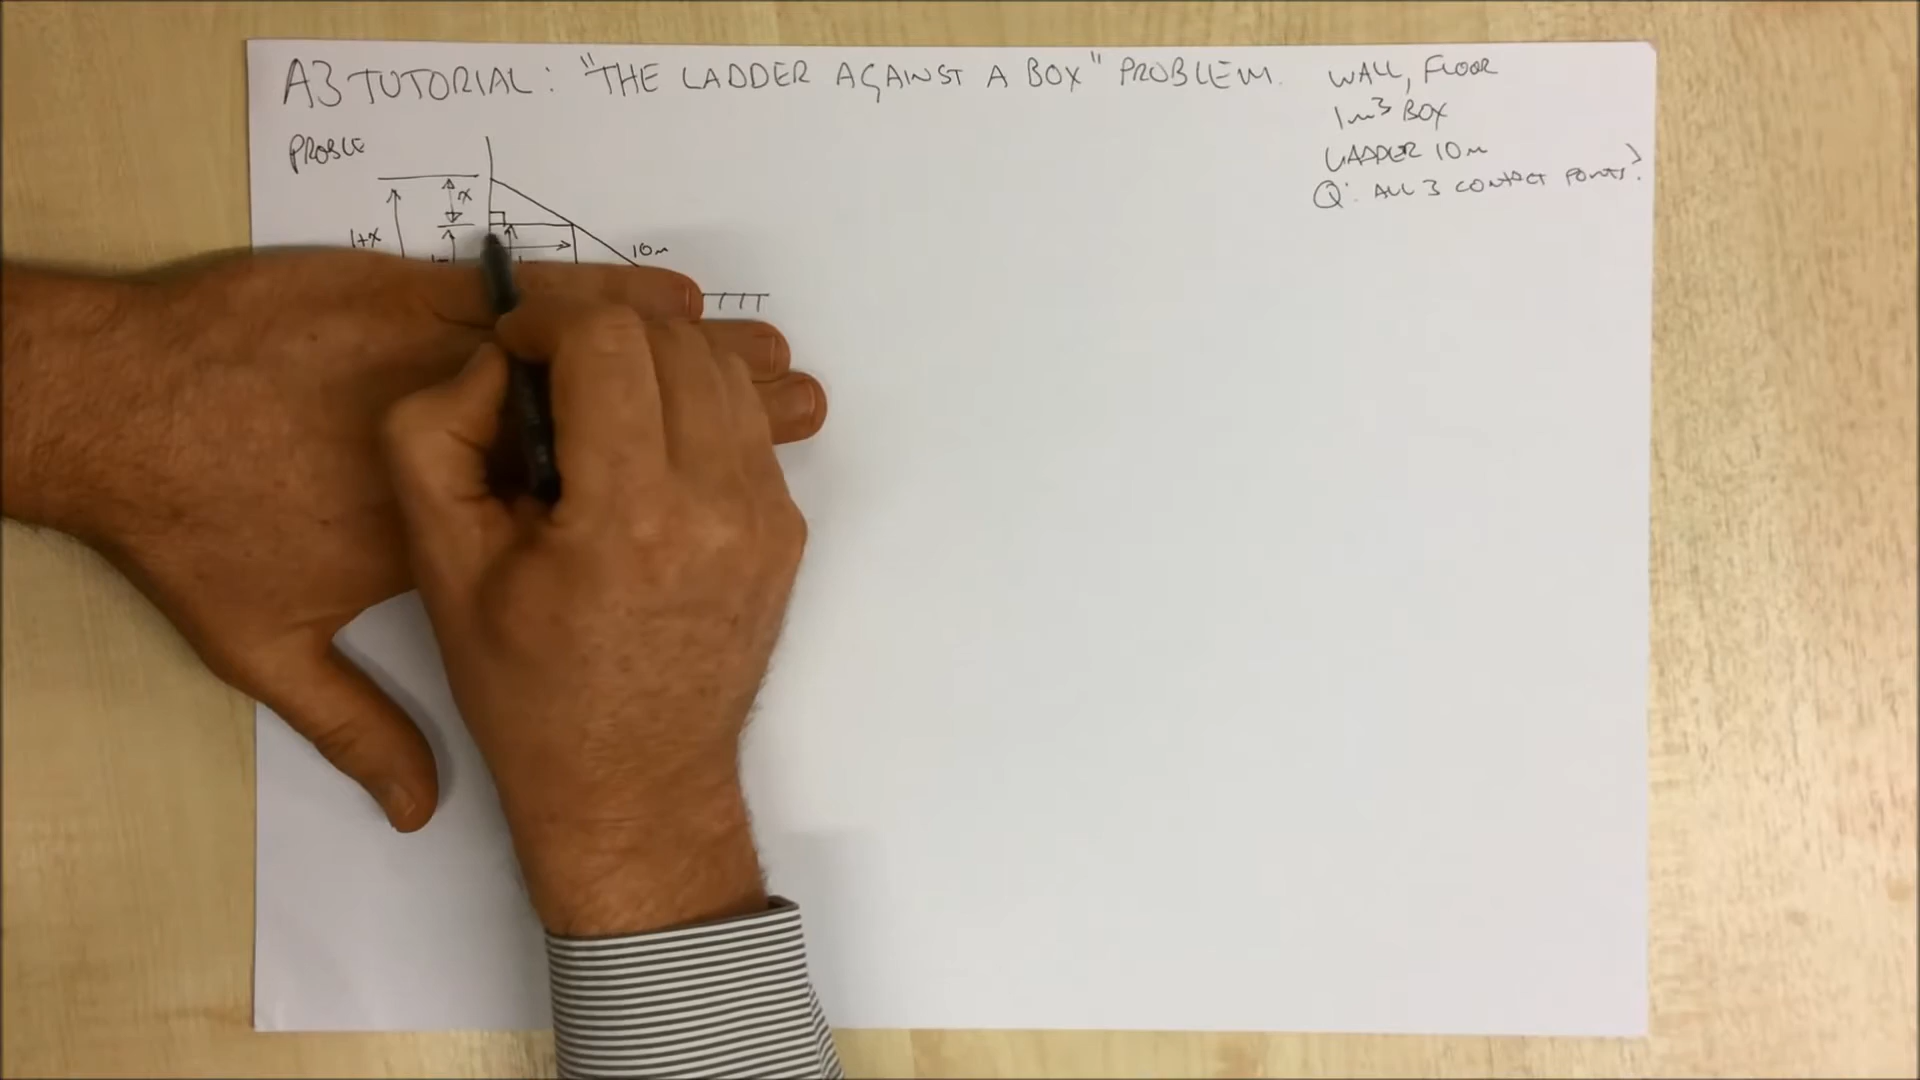 A3 TUTORIAL: "THE LADDER AGAINST A BOX" PROBLEM.
WALL, FLOOR
1m³ BOX
LADDER 10m
Q: ALL 3 CONTACT POINTS?
PROBLE
x
1+x
10m